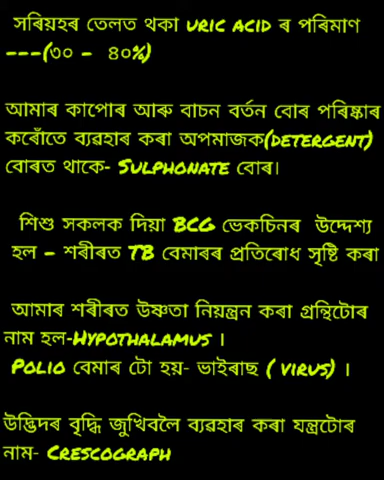 সৰিয়হৰ তেলত থকা URIC ACID ৰ পৰিমাণ
---(৩০ - ৪০%)
আমাৰ কাপোৰ আৰু বাচন বৰ্তন বোৰ পৰিষ্কাৰ
কৰোঁতে ব্যৱহাৰ কৰা অপমাজক(DETERGENT)
বোৰত থাকে- SULPHONATE বোৰ।
শিশু সকলক দিয়া BCG ভেকচিনৰ উদ্দেশ্য
হল - শৰীৰত TB বেমাৰৰ প্ৰতিৰোধ সৃষ্টি কৰা
আমাৰ শৰীৰত উষ্ণতা নিয়ন্ত্ৰন কৰা গ্ৰন্থিটোৰ
নাম হল-HYPOTHALAMUS ।
POLIO বেমাৰ টো হয়- ভাইৰাছ ( VIRUS) ।
উদ্ভিদৰ বৃদ্ধি জুখিবলৈ ব্যৱহাৰ কৰা যন্ত্ৰটোৰ
নাম- CRESCOGRAPH